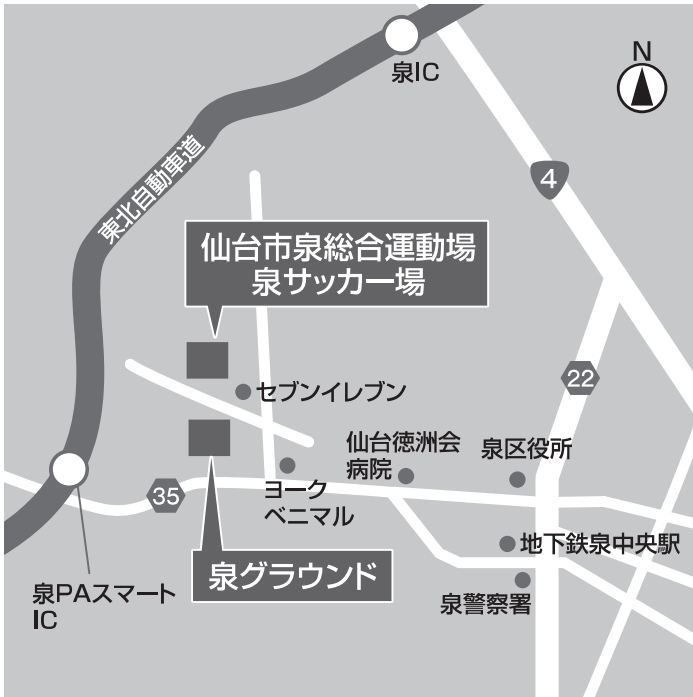 N
泉IC
4
東北自動車道
仙台市泉総合運動場
泉サッカー場
22
セブンイレブン
仙台徳洲会
病院
泉区役所
35
ヨーク
ベニマル
地下鉄泉中央駅
泉グラウンド
泉PAスマート
IC
泉警察署